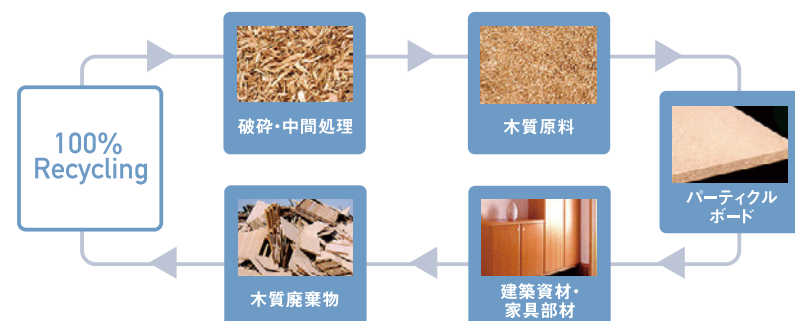 100%
Recycling
破砕・中間処理
木質原料
パーティクル
ボード
建築資材・
家具部材
木質廃棄物